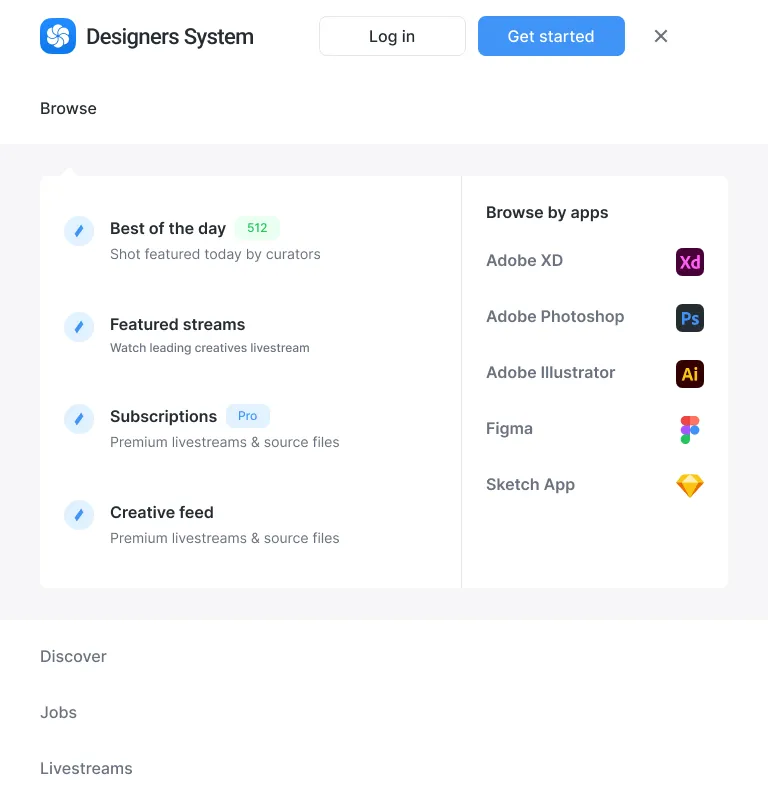 Designers System
Log in
Get started
Browse
Best of the day 512
Shot featured today by curators
Featured streams
Watch leading creatives livestream
Subscriptions Pro
Premium livestreams & source files
Creative feed
Premium livestreams & source files
Browse by apps
Adobe XD
Xd
Adobe Photoshop
Ps
Adobe Illustrator
Ai
Figma
Sketch App
Discover
Jobs
Livestreams